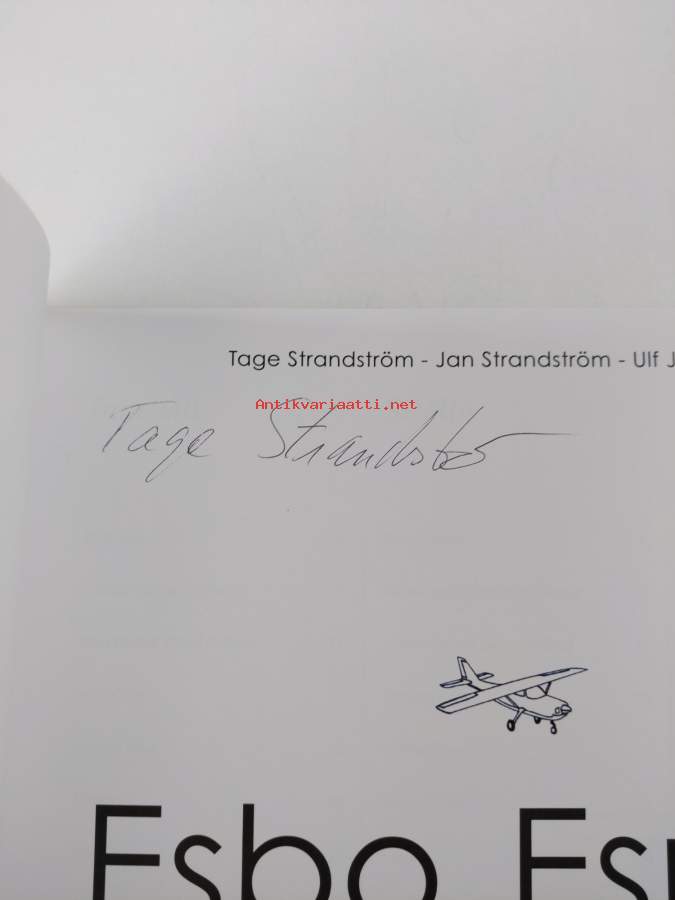 Tage Strandström - Jan Strandström - Ulf J
Antikvariaatti.net
Tage Strandström
Esbo Es